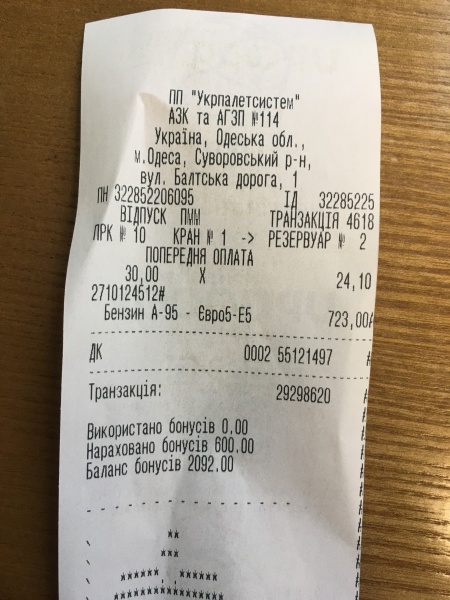 ПП "Укрпалетсистем"
АЗК та АГЗП №114
Україна, Одеська обл.,
м.Одеса, Суворовський р-н,
вул. Балтська дорога, 1
ПН 322852206095 ІД 32285225
ВІДПУСК ПММ ТРАНЗАКЦІЯ 4618
ЛРК № 10 КРАН № 1 -> РЕЗЕРВУАР № 2
ПОПЕРЕДНЯ ОПЛАТА
30,00 X 24,10
2710124512#
Бензин А-95 - Євро5-Е5 723,00А
ДК 0002 55121497 #
Транзакція: 29298620
Використано бонусів 0.00
Нараховано бонусів 600.00
Баланс бонусів 2092.00